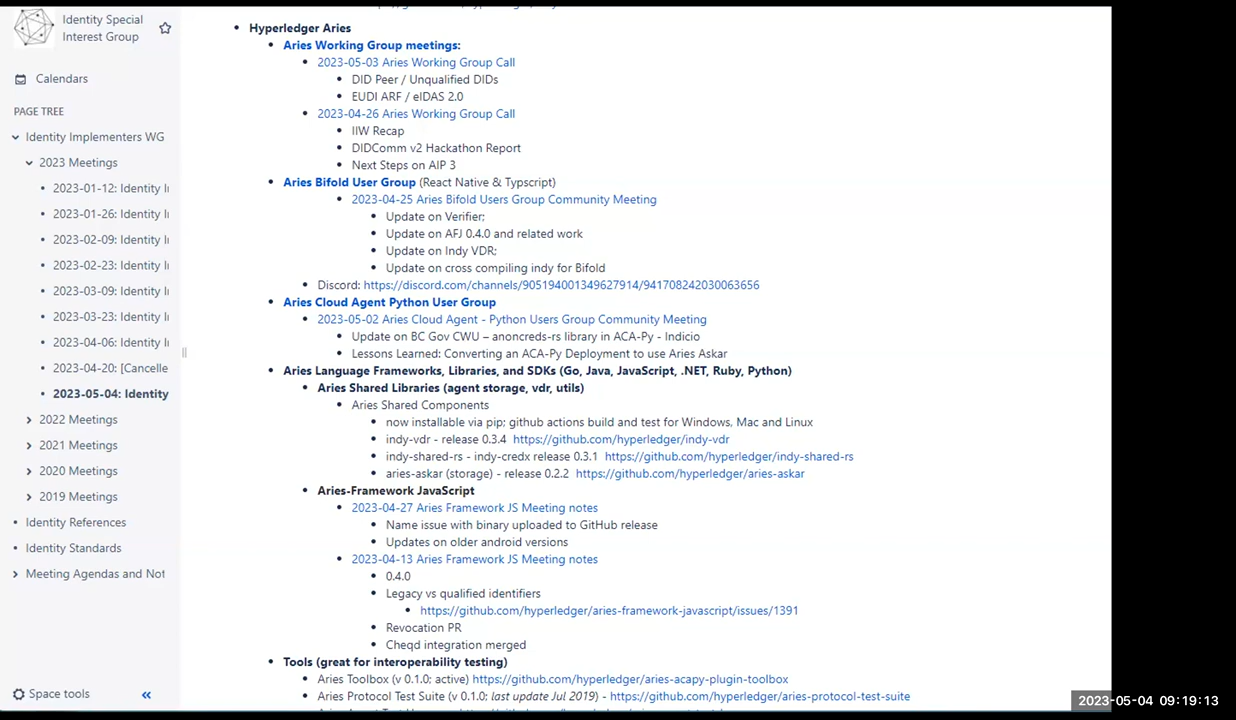 Identity Special
Interest Group
Calendars
PAGE TREE
Identity Implementers WG
2023 Meetings
2023-01-12: Identity I
2023-01-26: Identity I
2023-02-09: Identity I
2023-02-23: Identity I
2023-03-09: Identity I
2023-03-23: Identity I
2023-04-06: Identity I
2023-04-20: [Cancelle
2023-05-04: Identity
2022 Meetings
2021 Meetings
2020 Meetings
2019 Meetings
Identity References
Identity Standards
Meeting Agendas and Not
Space tools
Hyperledger Aries
Aries Working Group meetings:
2023-05-03 Aries Working Group Call
DID Peer / Unqualified DIDs
EUDI ARF / eIDAS 2.0
2023-04-26 Aries Working Group Call
IIW Recap
DIDComm v2 Hackathon Report
Next Steps on AIP 3
Aries Bifold User Group (React Native & Typscript)
2023-04-25 Aries Bifold Users Group Community Meeting
Update on Verifier;
Update on AFJ 0.4.0 and related work
Update on Indy VDR;
Update on cross compiling indy for Bifold
Discord: https://discord.com/channels/905194001349627914/941708242030063656
Aries Cloud Agent Python User Group
2023-05-02 Aries Cloud Agent - Python Users Group Community Meeting
Update on BC Gov CWU – anoncreds-rs library in ACA-Py - Indicio
Lessons Learned: Converting an ACA-Py Deployment to use Aries Askar
Aries Language Frameworks, Libraries, and SDKs (Go, Java, JavaScript, .NET, Ruby, Python)
Aries Shared Libraries (agent storage, vdr, utils)
Aries Shared Components
now installable via pip; github actions build and test for Windows, Mac and Linux
indy-vdr - release 0.3.4 https://github.com/hyperledger/indy-vdr
indy-shared-rs - indy-credx release 0.3.1 https://github.com/hyperledger/indy-shared-rs
aries-askar (storage) - release 0.2.2 https://github.com/hyperledger/aries-askar
Aries-Framework JavaScript
2023-04-27 Aries Framework JS Meeting notes
Name issue with binary uploaded to GitHub release
Updates on older android versions
2023-04-13 Aries Framework JS Meeting notes
0.4.0
Legacy vs qualified identifiers
https://github.com/hyperledger/aries-framework-javascript/issues/1391
Revocation PR
Cheqd integration merged
Tools (great for interoperability testing)
Aries Toolbox (v 0.1.0; active) https://github.com/hyperledger/aries-acapy-plugin-toolbox
Aries Protocol Test Suite (v 0.1.0; last update Jul 2019) - https://github.com/hyperledger/aries-protocol-test-suite
2023-05-04 09:19:13